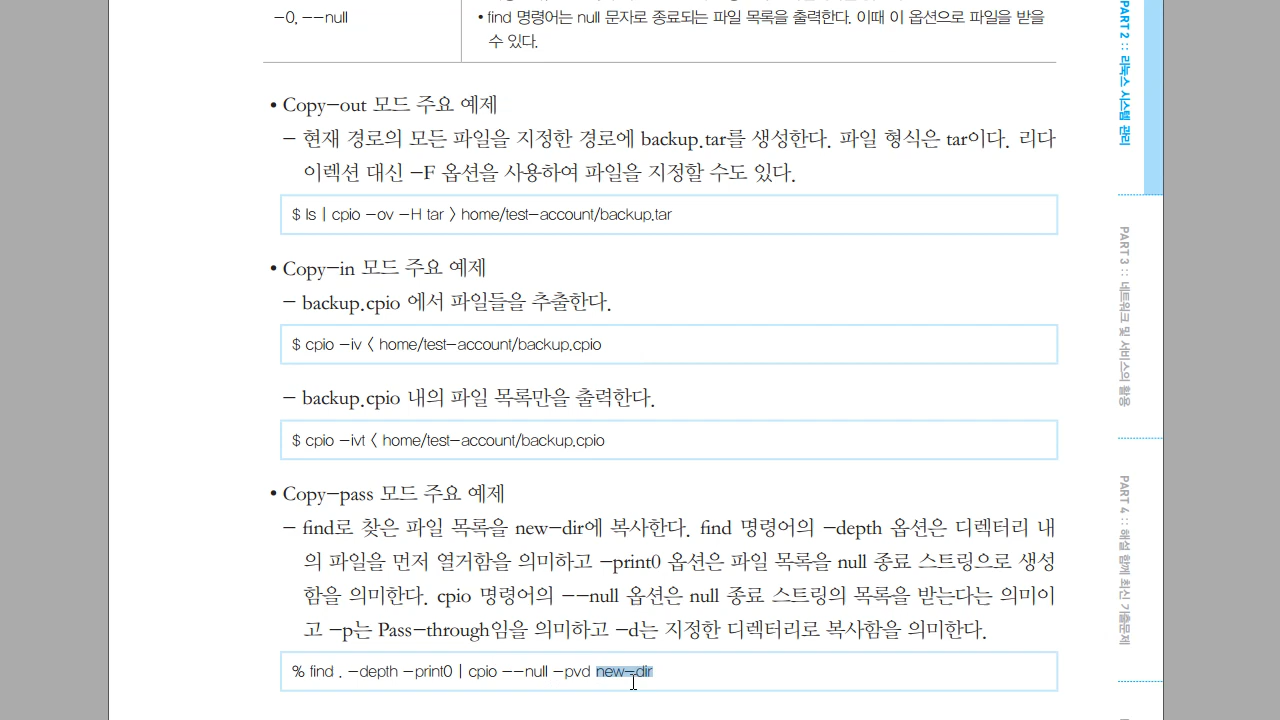 -0, --null
• find 명령어는 null 문자로 종료되는 파일 목록을 출력한다. 이때 이 옵션으로 파일을 받을
수 있다.
• Copy-out 모드 주요 예제
- 현재 경로의 모든 파일을 지정한 경로에 backup.tar를 생성한다. 파일 형식은 tar이다. 리다
이렉션 대신 -F 옵션을 사용하여 파일을 지정할 수도 있다.
$ ls | cpio -ov -H tar > home/test-account/backup.tar
• Copy-in 모드 주요 예제
- backup.cpio 에서 파일들을 추출한다.
$ cpio < home/test-account/backup.cpio
- backup.cpio 내의 파일 목록만을 출력한다.
$ cpio < home/test-account/backup.cpio
• Copy-pass 모드 주요 예제
- find로 찾은 파일 목록을 new-dir에 복사한다. find 명령어의 -depth 옵션은 디렉터리 내
의 파일을 먼저 열거함을 의미하고 -print0 옵션은 파일 목록을 null 종료 스트링으로 생성
함을 의미한다. cpio 명령어의 --null 옵션은 null 종료 스트링의 목록을 받는다는 의미이
고 -p는 Pass-through함을 의미하고 -d는 지정한 디렉터리로 복사함을 의미한다.
% find . -depth -print0 | cpio --null -pvd new-dir
PART 2 :: 리눅스 시스템 관리
PART 3 :: 네트워크 및 서비스의 활용
PART 4 :: 해설 함께 최신 기출문제